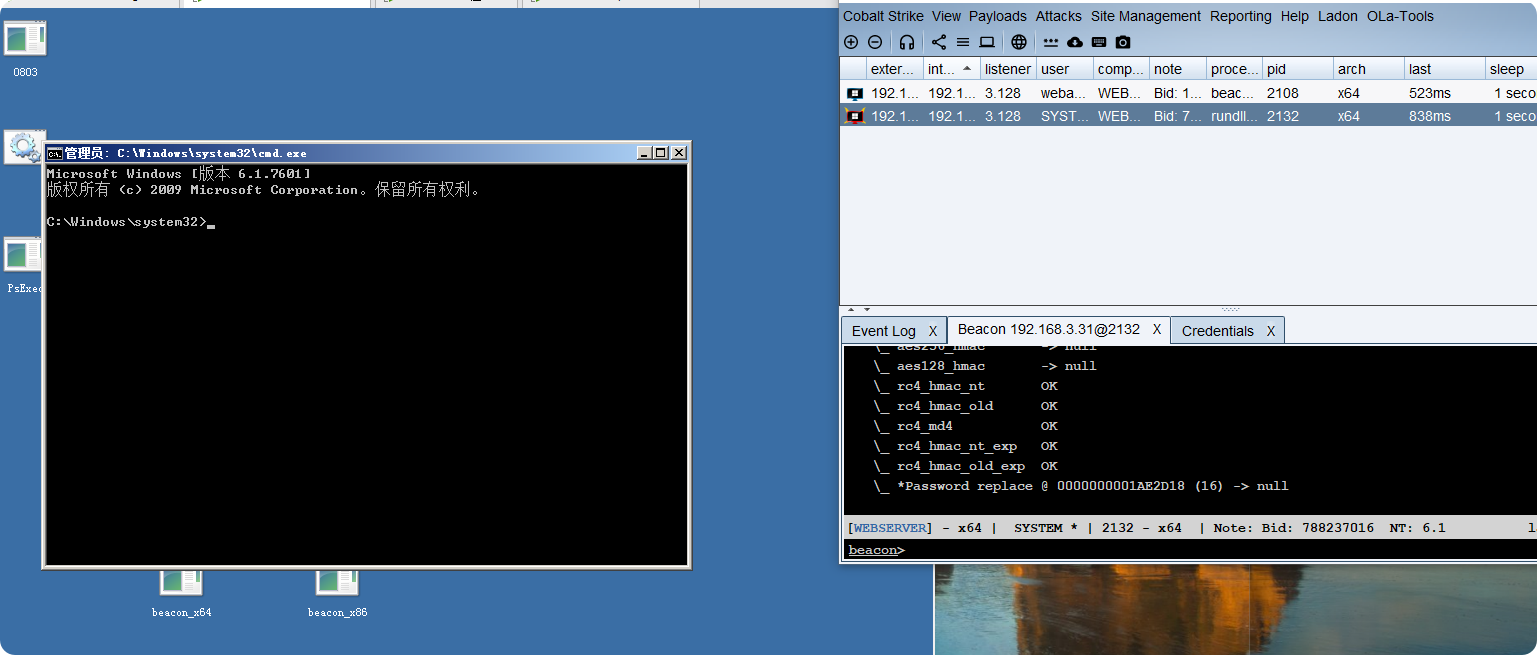 0803
PsExec
管理员: C:\Windows\system32\cmd.exe
Microsoft Windows [版本 6.1.7601]
版权所有 (c) 2009 Microsoft Corporation。保留所有权利。
C:\Windows\system32>
beacon_x64
beacon_x86
Cobalt Strike View Payloads Attacks Site Management Reporting Help Ladon OLa-Tools
exter... int... listener user comp... note proce... pid arch last sleep
192.1... 192.1... 3.128 weba... WEB... Bid: 1... beac... 2108 x64 523ms 1 seco
192.1... 192.1... 3.128 SYST... WEB... Bid: 7... rundll... 2132 x64 838ms 1 seco
Event Log X Beacon 192.168.3.31@2132 X Credentials X
\_ aes256_hmac -> null
\_ aes128_hmac -> null
\_ rc4_hmac_nt OK
\_ rc4_hmac_old OK
\_ rc4_md4 OK
\_ rc4_hmac_nt_exp OK
\_ rc4_hmac_old_exp OK
\_ *Password replace @ 0000000001AE2D18 (16) -> null
[WEBSERVER] - x64 | SYSTEM * | 2132 - x64 | Note: Bid: 788237016 NT: 6.1
beacon>